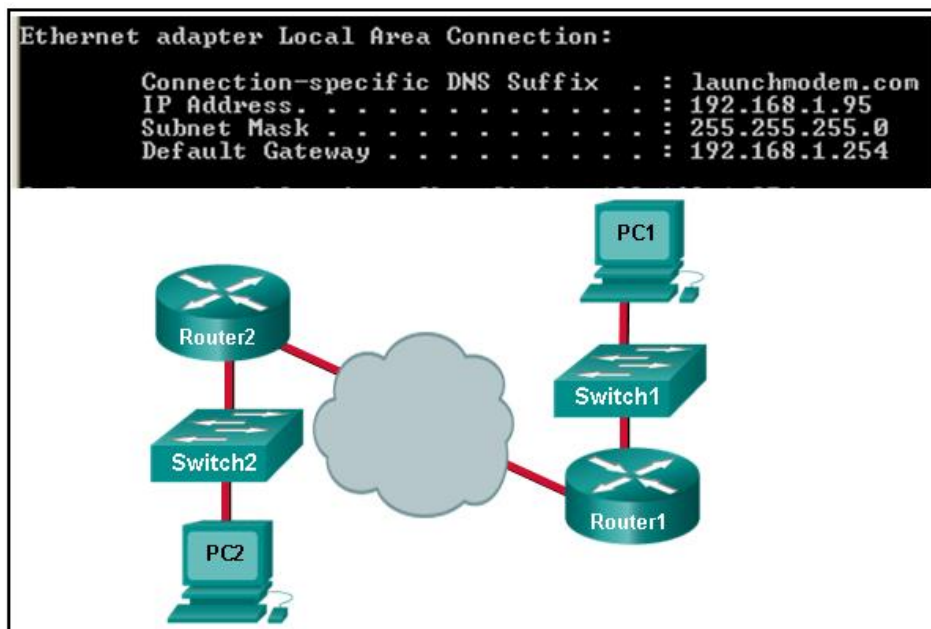 Ethernet adapter Local Area Connection:
Connection-specific DNS Suffix . : launchmodem.com
IP Address. . . . . . . . . . . . : 192.168.1.95
Subnet Mask . . . . . . . . . . . : 255.255.255.0
Default Gateway . . . . . . . . . : 192.168.1.254
PC1
Router2
Switch1
Switch2
Router1
PC2